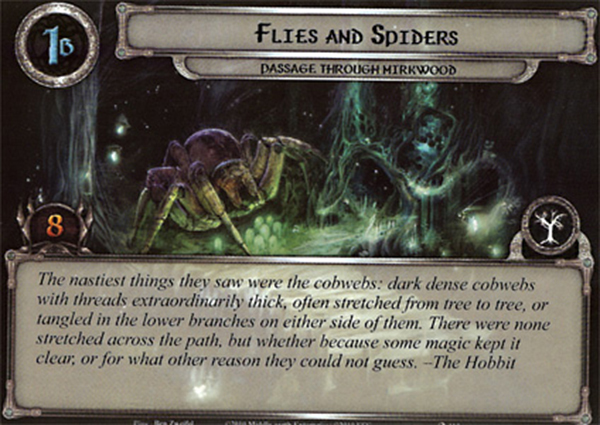 1B
FLIES AND SPIDERS
PASSAGE THROUGH MIRKWOOD
8
The nastiest things they saw were the cobwebs: dark dense cobwebs
with threads extraordinarily thick, often stretched from tree to tree, or
tangled in the lower branches on either side of them. There were none
stretched across the path, but whether because some magic kept it
clear, or for what other reason they could not guess. –The Hobbit